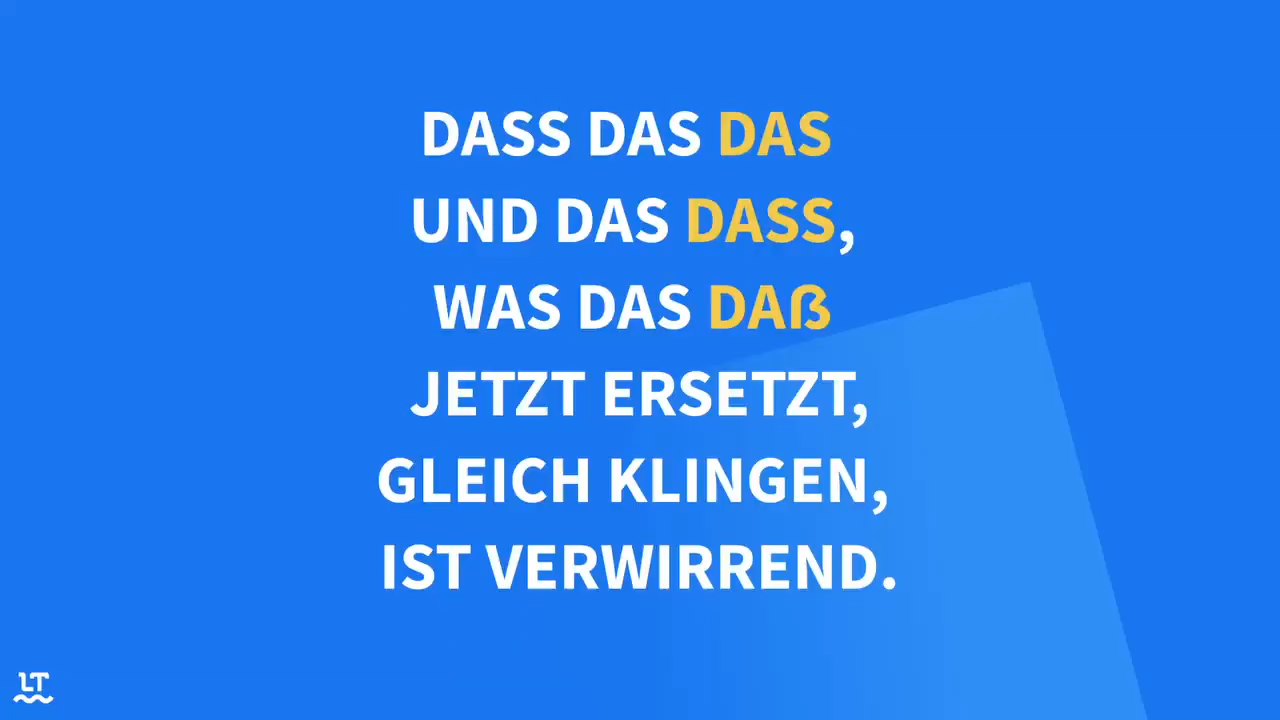 DASS DAS DAS
UND DAS DASS,
WAS DAS DAß
JETZT ERSETZT,
GLEICH KLINGEN,
IST VERWIRREND.
LT